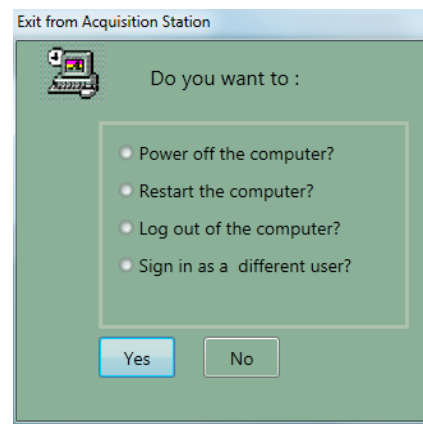 Exit from Acquisition Station
Do you want to :
Power off the computer?
Restart the computer?
Log out of the computer?
Sign in as a different user?
Yes
No